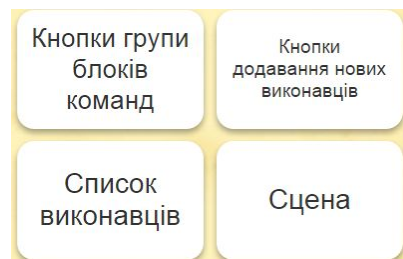 Кнопки групи
блоків
команд
Кнопки
додавання нових
виконавців
Список
виконавців
Сцена